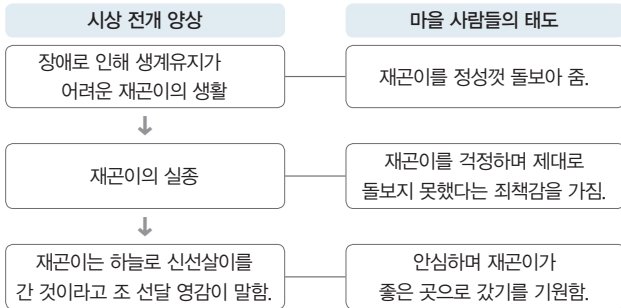 시상 전개 양상
마을 사람들의 태도
장애로 인해 생계유지가
어려운 재곤이의 생활
재곤이를 정성껏 돌보아 줌.
↓
재곤이의 실종
재곤이를 걱정하며 제대로
돌보지 못했다는 죄책감을 가짐.
↓
재곤이는 하늘로 신선살이를
간 것이라고 조 선달 영감이 말함.
안심하며 재곤이가
좋은 곳으로 갔기를 기원함.